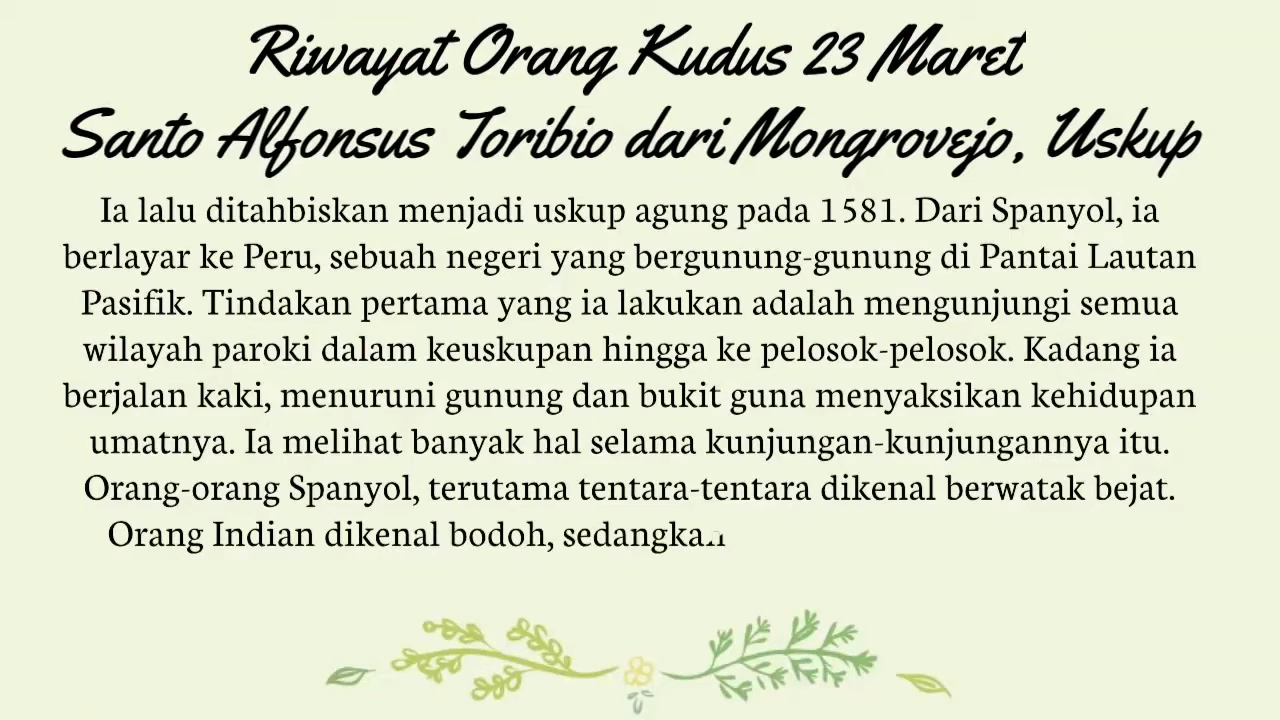 Riwayat Orang Kudus 23 Maret
Santo Alfonsus Toribio dari Mongrovejo, Uskup
Ia lalu ditahbiskan menjadi uskup agung pada 1581. Dari Spanyol, ia
berlayar ke Peru, sebuah negeri yang bergunung-gunung di Pantai Lautan
Pasifik. Tindakan pertama yang ia lakukan adalah mengunjungi semua
wilayah paroki dalam keuskupan hingga ke pelosok-pelosok. Kadang ia
berjalan kaki, menuruni gunung dan bukit guna menyaksikan kehidupan
umatnya. Ia melihat banyak hal selama kunjungan-kunjungannya itu.
Orang-orang Spanyol, terutama tentara-tentara dikenal berwatak bejat.
Orang Indian dikenal bodoh, sedangkan